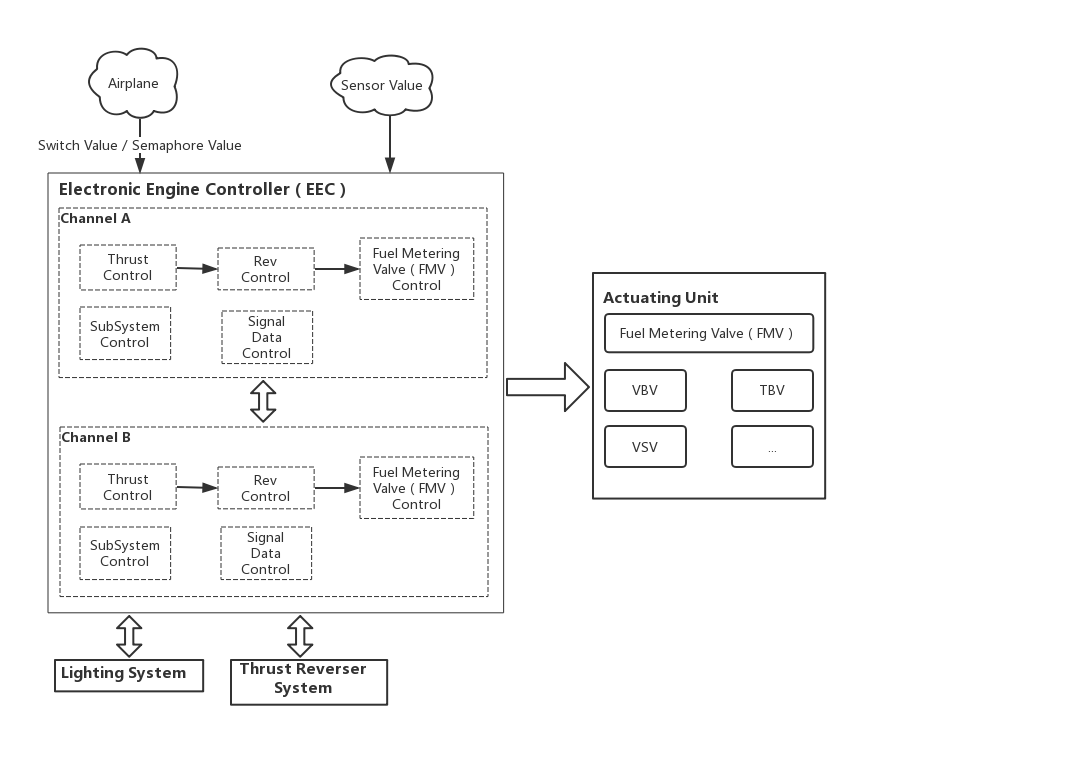 Airplane
Sensor Value
Switch Value / Semaphore Value
Electronic Engine Controller ( EEC )
Channel A
Thrust
Control
Rev
Control
Fuel Metering
Valve ( FMV )
Control
SubSystem
Control
Signal
Data
Control
Channel B
Thrust
Control
Rev
Control
Fuel Metering
Valve ( FMV )
Control
SubSystem
Control
Signal
Data
Control
Actuating Unit
Fuel Metering Valve ( FMV )
VBV
TBV
VSV
...
Lighting System
Thrust Reverser
System